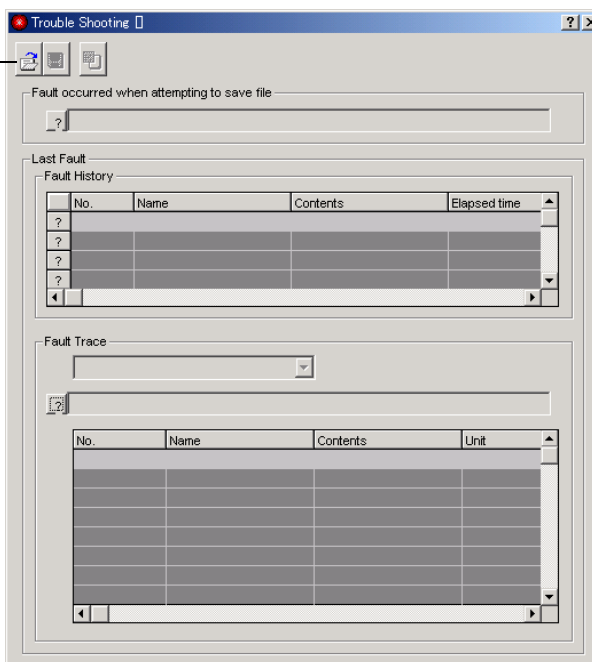 Trouble Shooting []
? X
Fault occurred when attempting to save file
_?
Last Fault
Fault History
No. Name Contents Elapsed time
?
?
?
?
Fault Trace
_?
No. Name Contents Unit